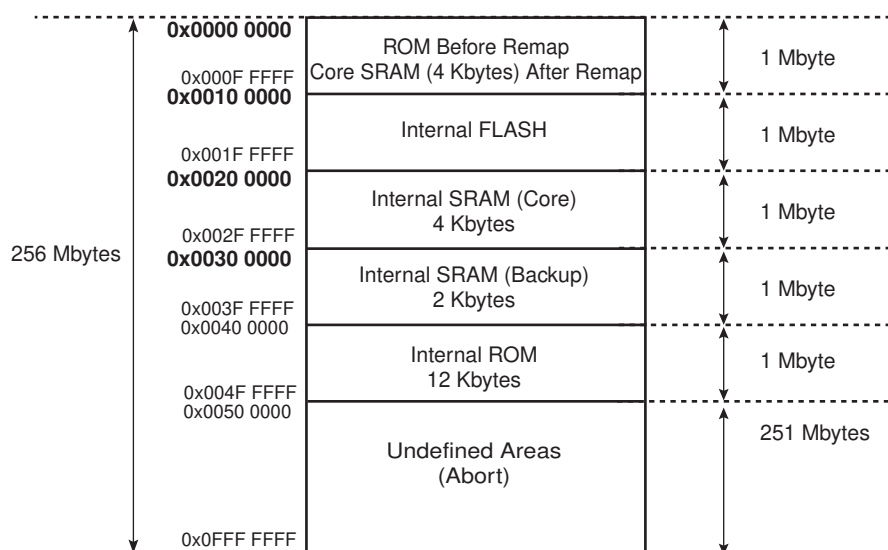 0x0000 0000
ROM Before Remap
Core SRAM (4 Kbytes) After Remap
1 Mbyte
0x000F FFFF
0x0010 0000
Internal FLASH
1 Mbyte
0x001F FFFF
0x0020 0000
Internal SRAM (Core)
4 Kbytes
1 Mbyte
0x002F FFFF
256 Mbytes
0x0030 0000
Internal SRAM (Backup)
2 Kbytes
1 Mbyte
0x003F FFFF
0x0040 0000
Internal ROM
12 Kbytes
1 Mbyte
0x004F FFFF
0x0050 0000
251 Mbytes
Undefined Areas
(Abort)
0x0FFF FFFF